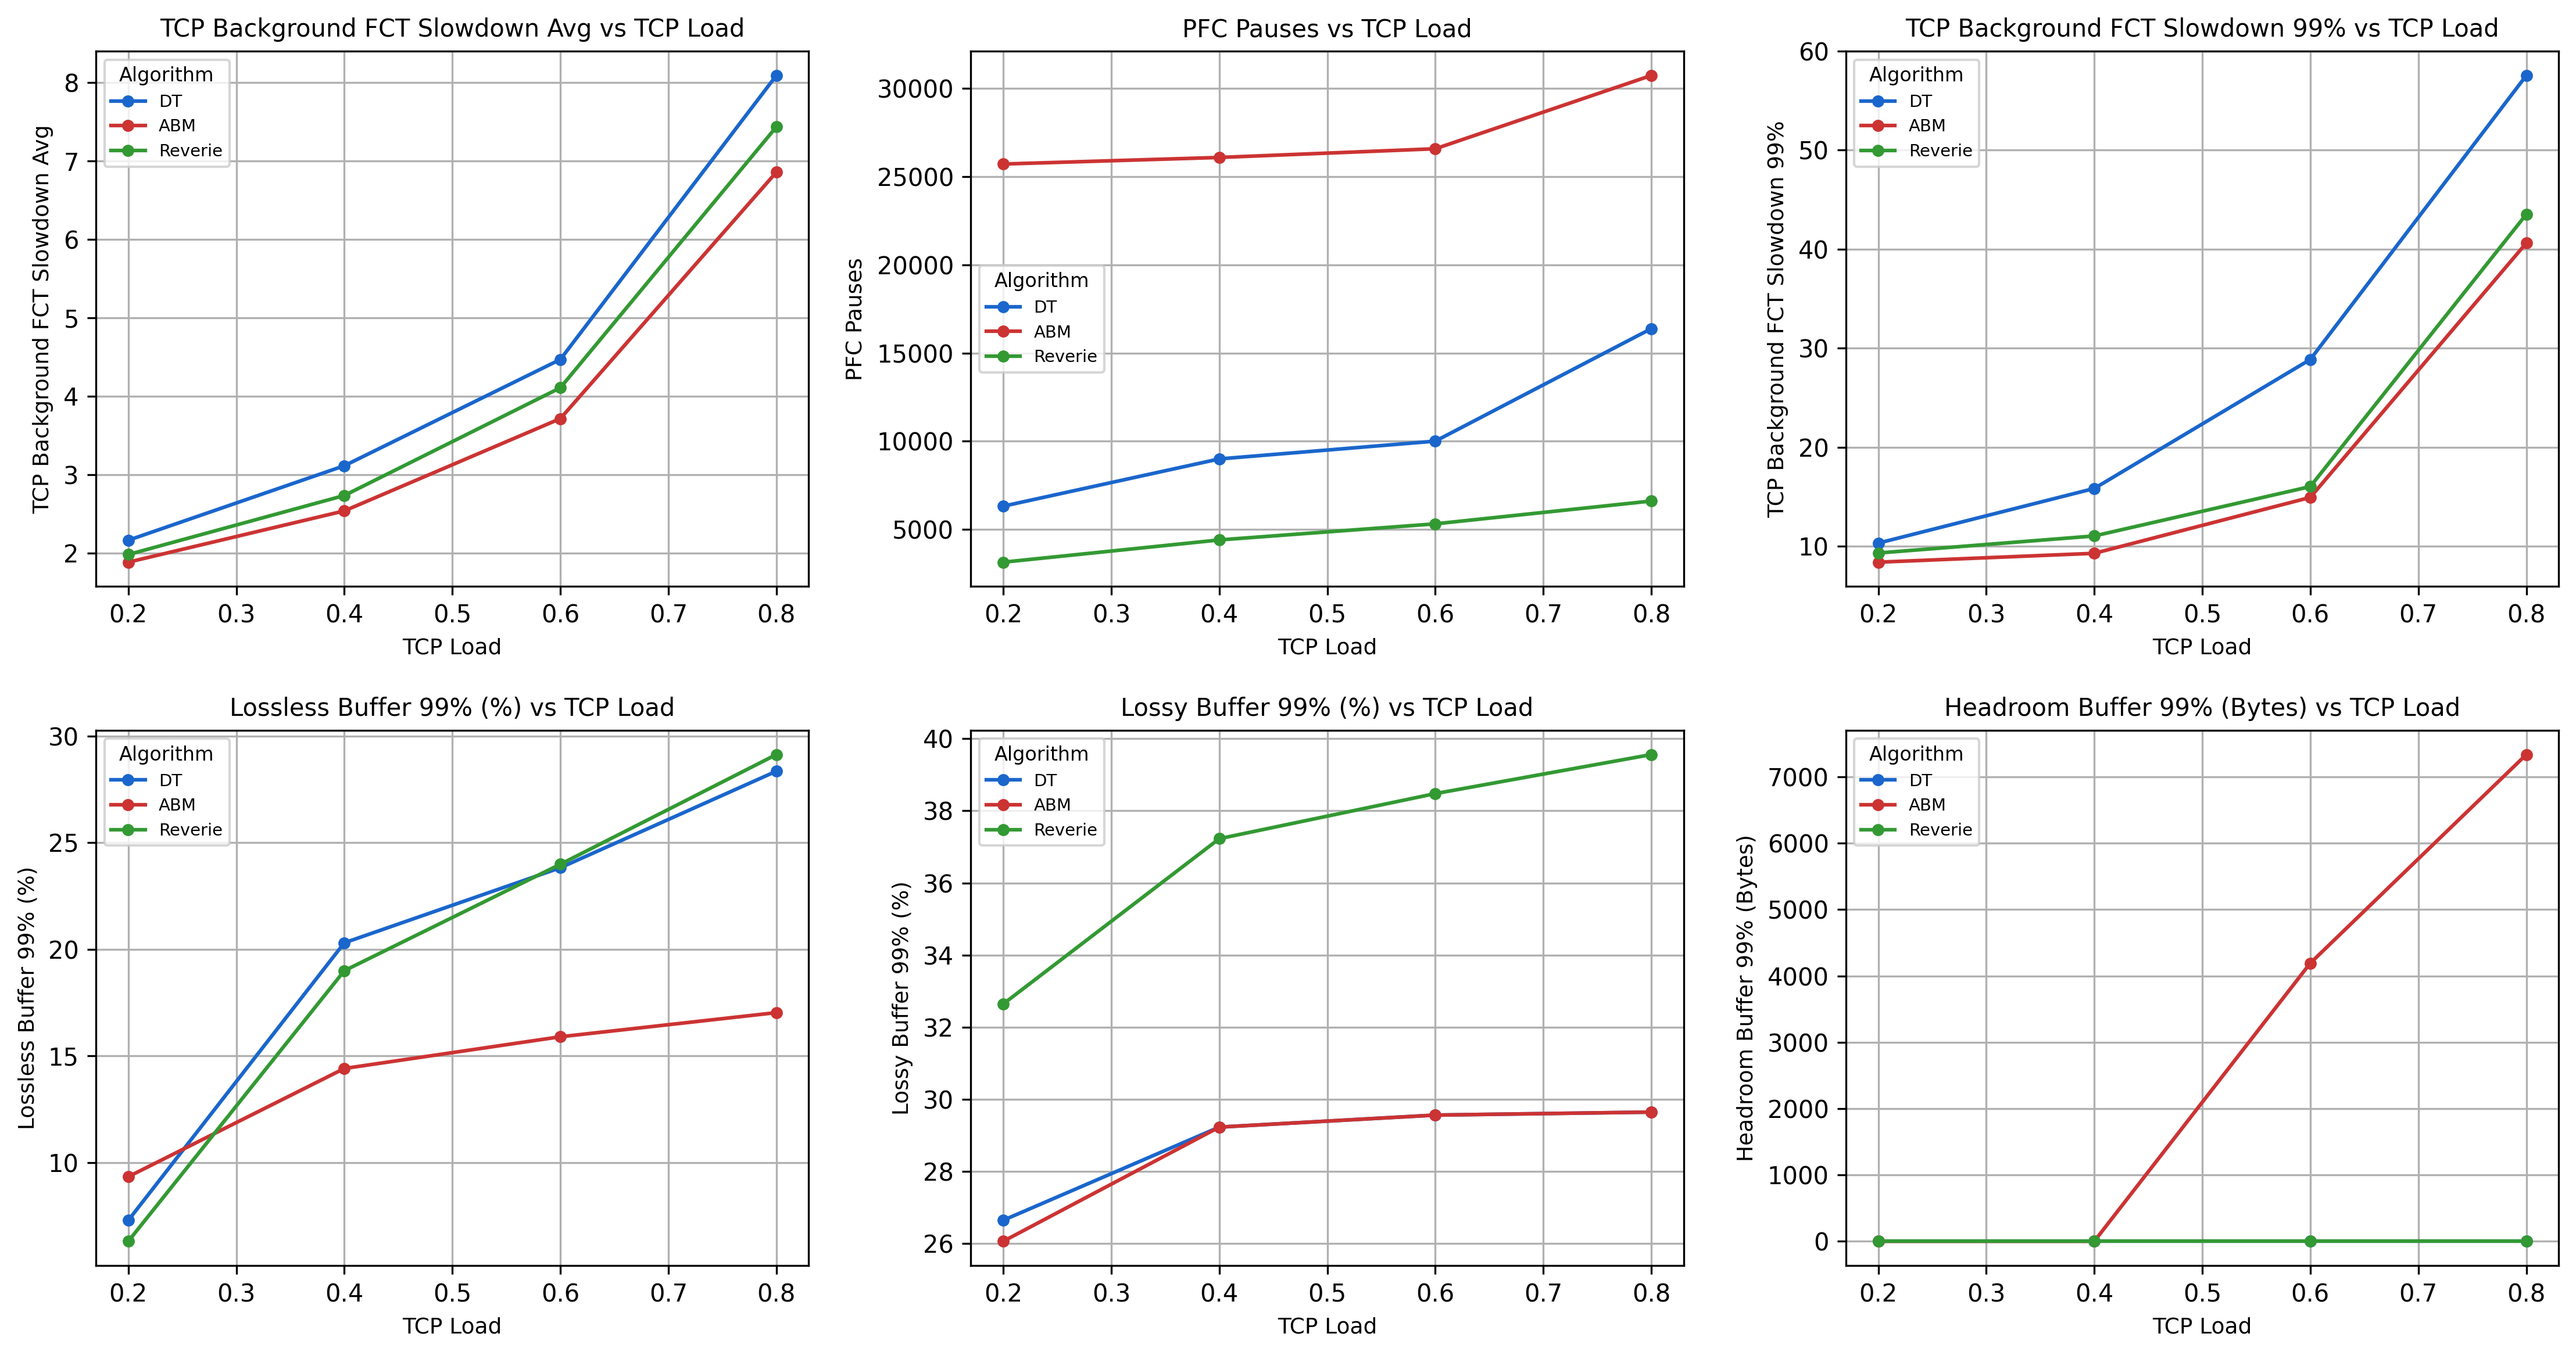 TCP Background FCT Slowdown Avg vs TCP Load
TCP Background FCT Slowdown Avg
8
7
6
5
4
3
2
Algorithm
DT
ABM
Reverie
0.2 0.3 0.4 0.5 0.6 0.7 0.8
TCP Load
PFC Pauses vs TCP Load
PFC Pauses
30000
25000
20000
15000
10000
5000
Algorithm
DT
ABM
Reverie
0.2 0.3 0.4 0.5 0.6 0.7 0.8
TCP Load
TCP Background FCT Slowdown 99% vs TCP Load
TCP Background FCT Slowdown 99%
60
50
40
30
20
10
Algorithm
DT
ABM
Reverie
0.2 0.3 0.4 0.5 0.6 0.7 0.8
TCP Load
Lossless Buffer 99% (%) vs TCP Load
Lossless Buffer 99% (%)
30
25
20
15
10
Algorithm
DT
ABM
Reverie
0.2 0.3 0.4 0.5 0.6 0.7 0.8
TCP Load
Lossy Buffer 99% (%) vs TCP Load
Lossy Buffer 99% (%)
40
38
36
34
32
30
28
26
Algorithm
DT
ABM
Reverie
0.2 0.3 0.4 0.5 0.6 0.7 0.8
TCP Load
Headroom Buffer 99% (Bytes) vs TCP Load
Headroom Buffer 99% (Bytes)
7000
6000
5000
4000
3000
2000
1000
0
Algorithm
DT
ABM
Reverie
0.2 0.3 0.4 0.5 0.6 0.7 0.8
TCP Load